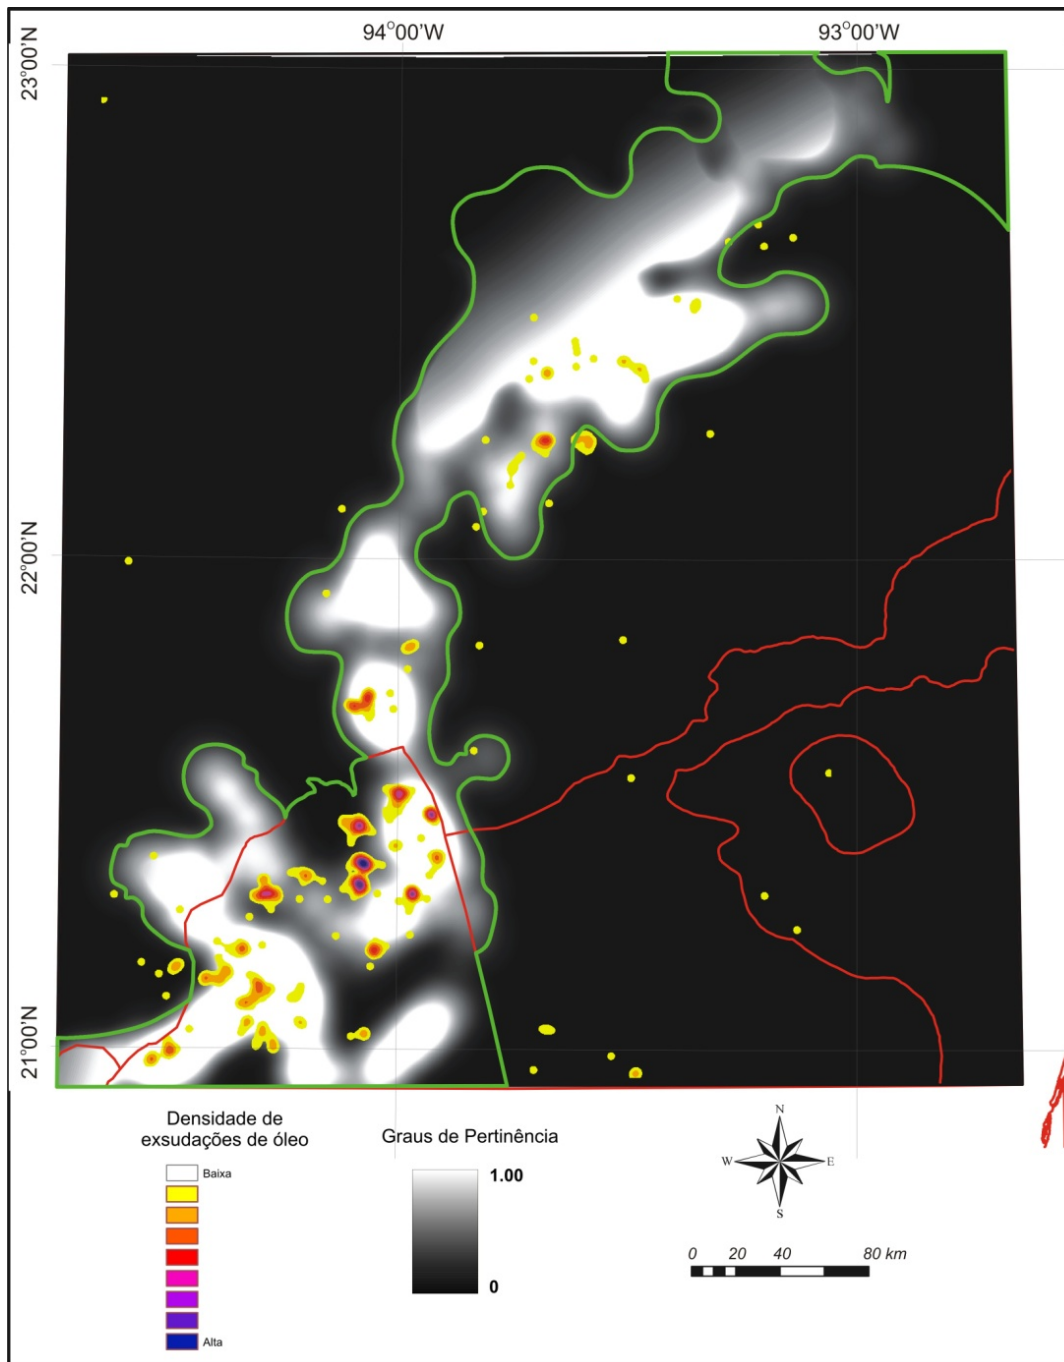 94°00'W
93°00'W
23°00'N
22°00'N
21°00'N
Densidade de
exsudações de óleo
Baixa
Alta
Graus de Pertinência
1.00
0
N
W
E
S
0 20 40 80 km